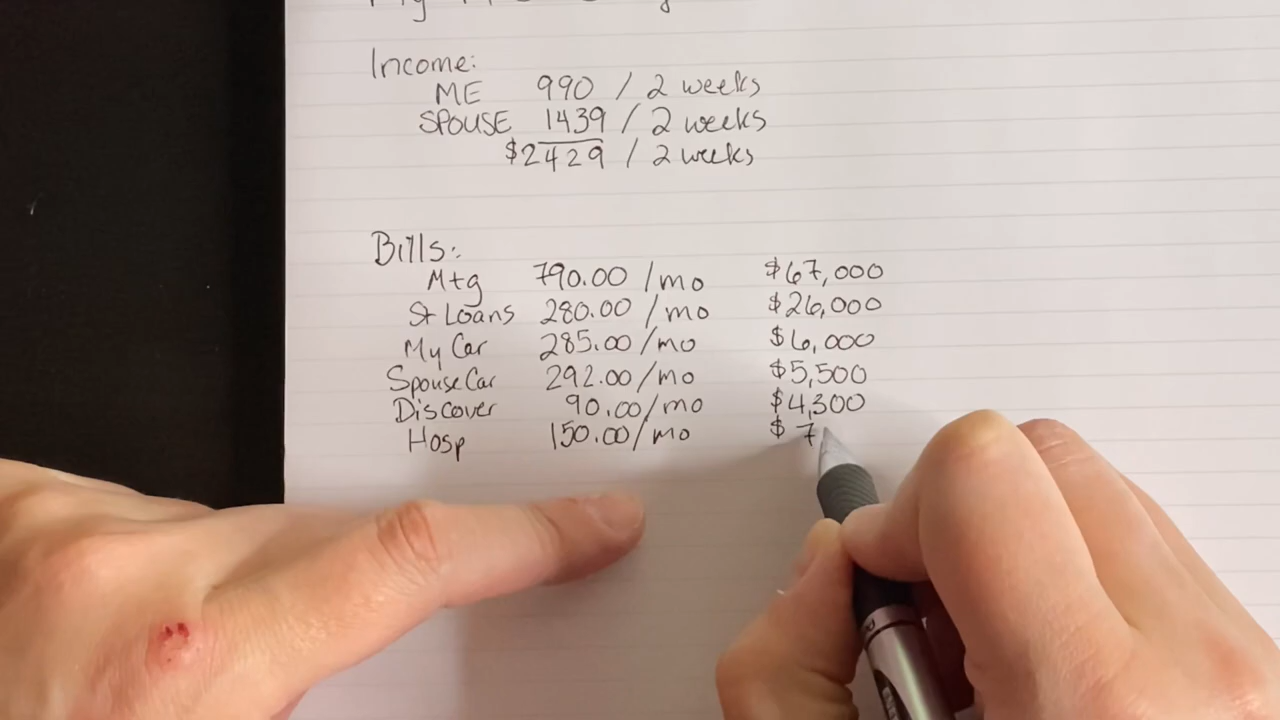 Income:
ME 990 / 2 weeks
SPOUSE 1439 / 2 weeks
$2429 / 2 weeks
Bills:
Mtg 790.00 /mo $67,000
St Loans 280.00 /mo $26,000
My Car 285.00 /mo $6,000
Spouse Car 292.00 /mo $5,500
Discover 90.00/mo $4,300
Hosp 150.00/mo $7